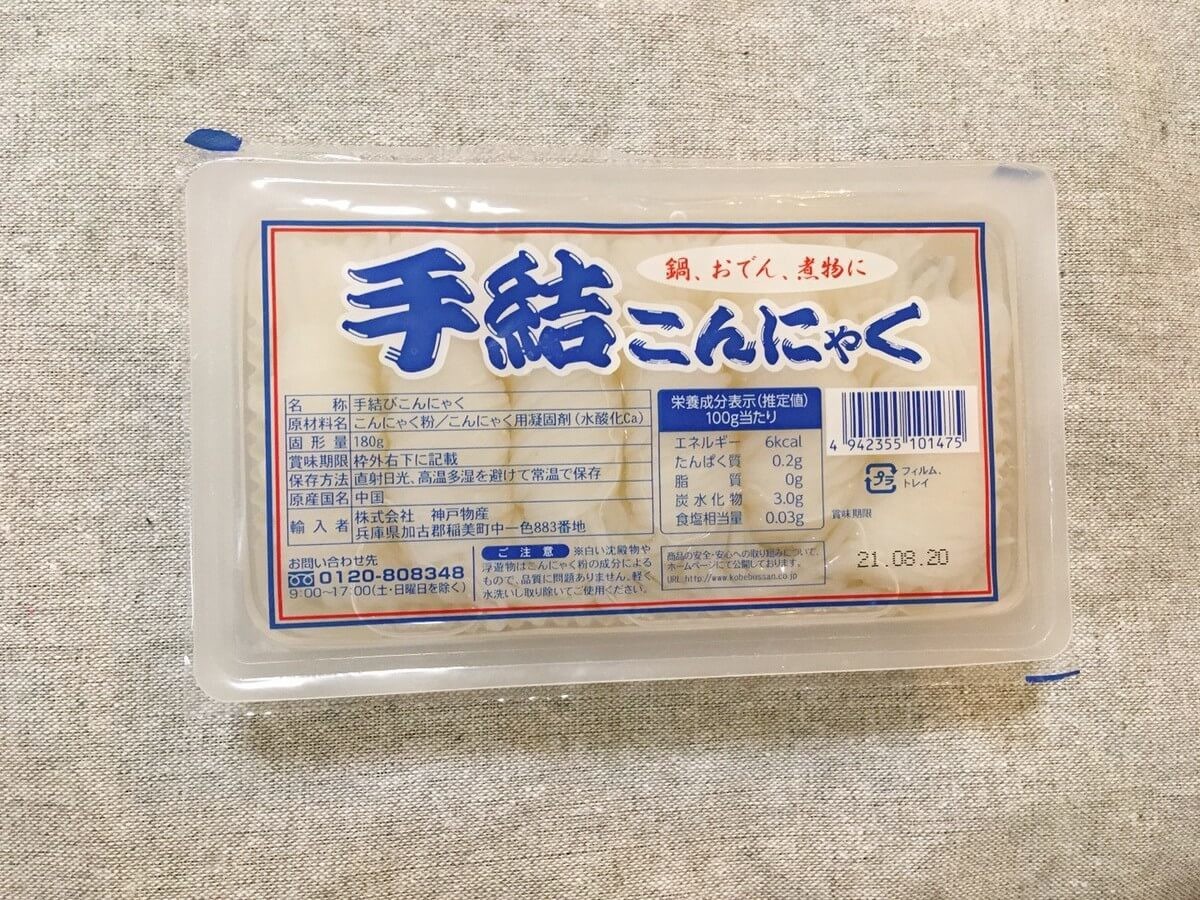 鍋、おでん、煮物に
手結こんにゃく
名称 手結びこんにゃく
原材料名 こんにゃく粉／こんにゃく用凝固剤(水酸化Ca)
固形量 180g
賞味期限 枠外右下に記載
保存方法 直射日光、高温多湿を避けて常温で保存
原産国名 中国
輸入者 株式会社 神戸物産
兵庫県加古郡稲美町中一色883番地
お問い合わせ先
0120-808348
9:00～17:00(土・日曜日を除く)
ご注意 ※白い沈殿物や
浮遊物はこんにゃく粉の成分による
もので、品質に問題ありません。軽く
水洗いし取り除いてご使用ください。
栄養成分表示(推定値)
100g当たり
エネルギー 6kcal
たんぱく質 0.2g
脂質 0g
炭水化物 3.0g
食塩相当量 0.03g
商品の安全・安心への取り組みについて、
ホームページにて公開しております。
URL http://www.kobebussan.co.jp
4 942355 101475
プラ
フィルム、
トレイ
賞味期限
21.08.20